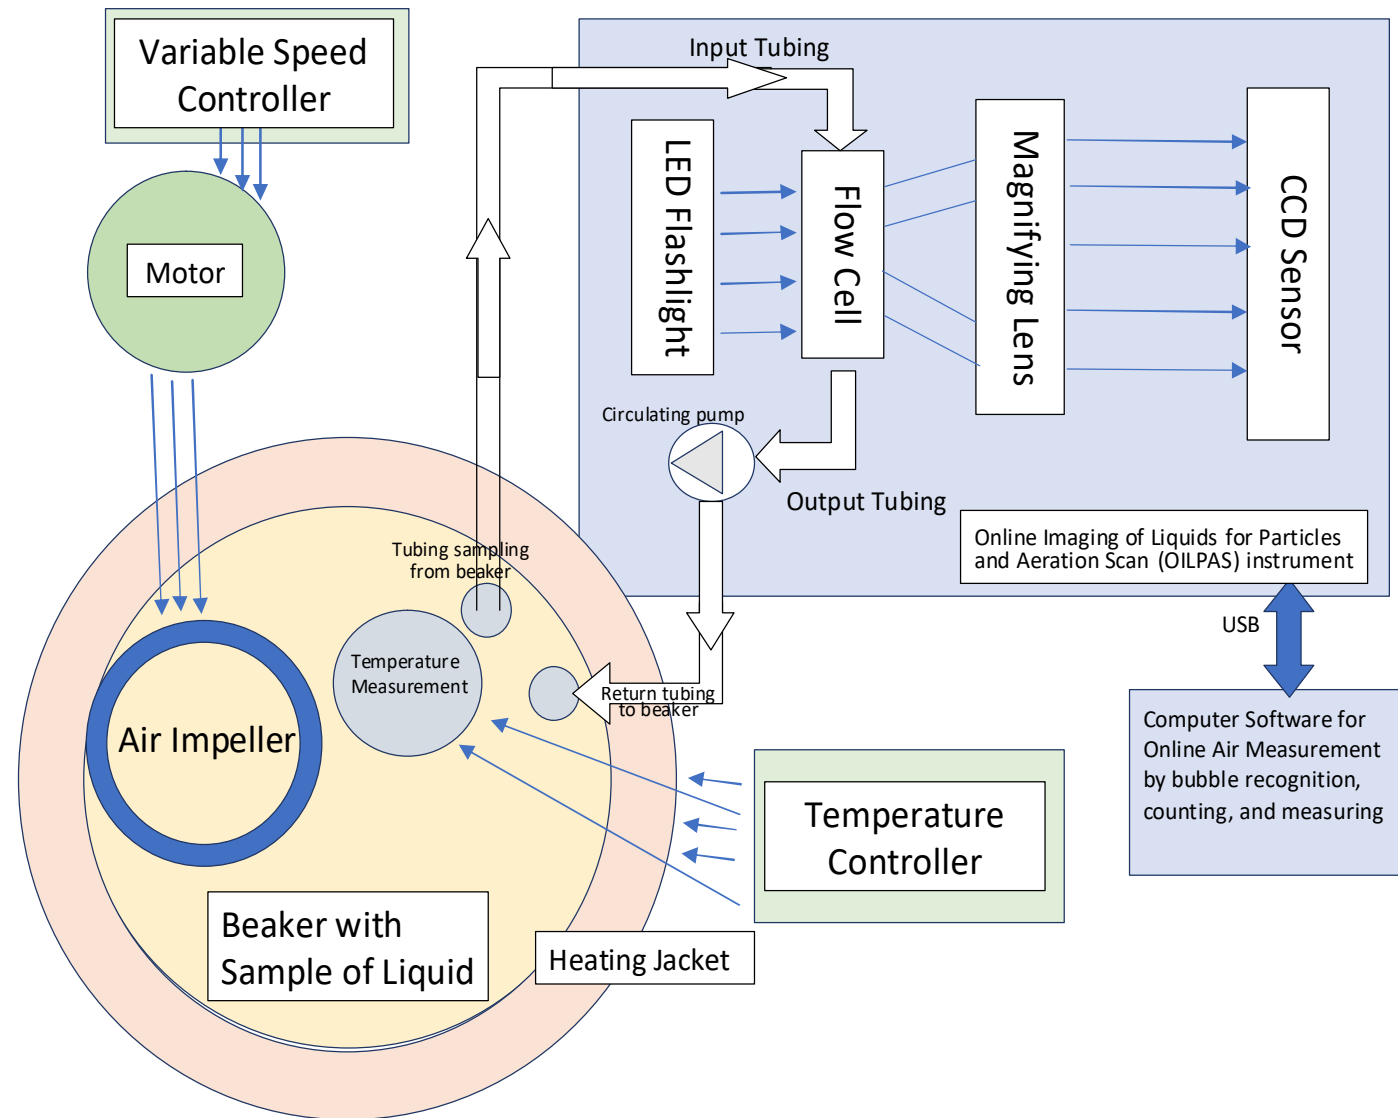 Variable Speed
Controller
Input Tubing
LED Flashlight
Flow Cell
Magnifying Lens
CCD Sensor
Motor
Circulating pump
Output Tubing
Online Imaging of Liquids for Particles
and Aeration Scan (OILPAS) instrument
Tubing sampling
from beaker
USB
Temperature
Measurement
Return tubing
to beaker
Air Impeller
Computer Software for
Online Air Measurement
by bubble recognition,
counting, and measuring
Temperature
Controller
Beaker with
Sample of Liquid
Heating Jacket